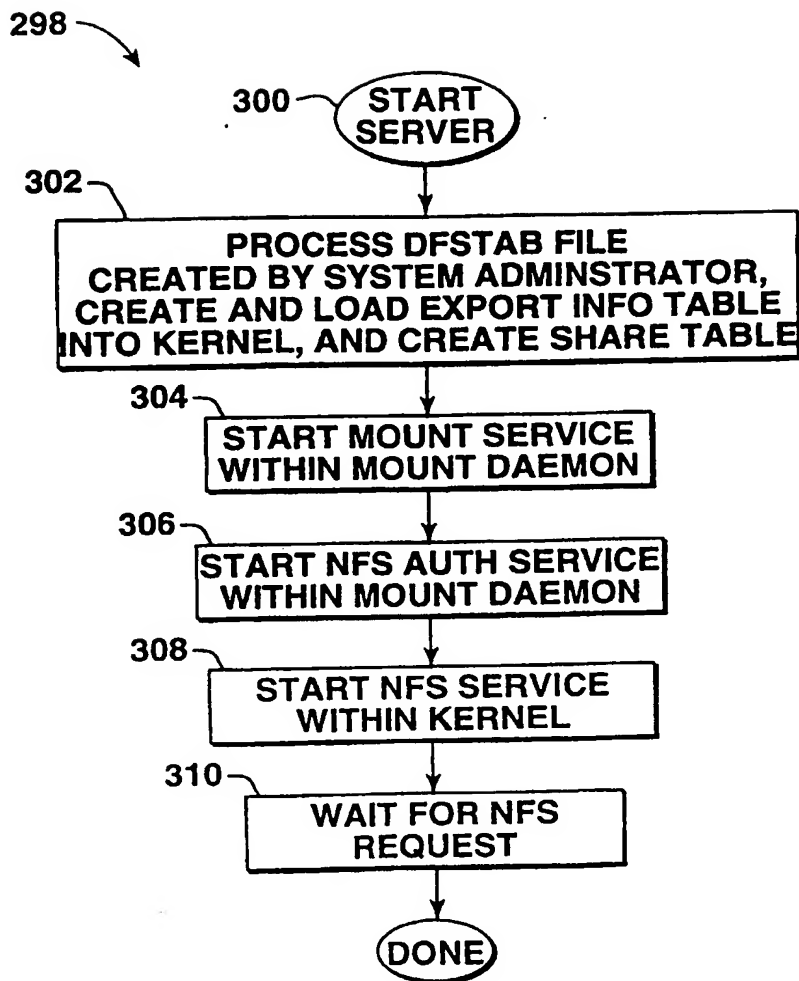 298
300
START
SERVER
302
PROCESS DFSTAB FILE
CREATED BY SYSTEM ADMINSTRATOR,
CREATE AND LOAD EXPORT INFO TABLE
INTO KERNEL, AND CREATE SHARE TABLE
304
START MOUNT SERVICE
WITHIN MOUNT DAEMON
306
START NFS AUTH SERVICE
WITHIN MOUNT DAEMON
308
START NFS SERVICE
WITHIN KERNEL
310
WAIT FOR NFS
REQUEST
DONE